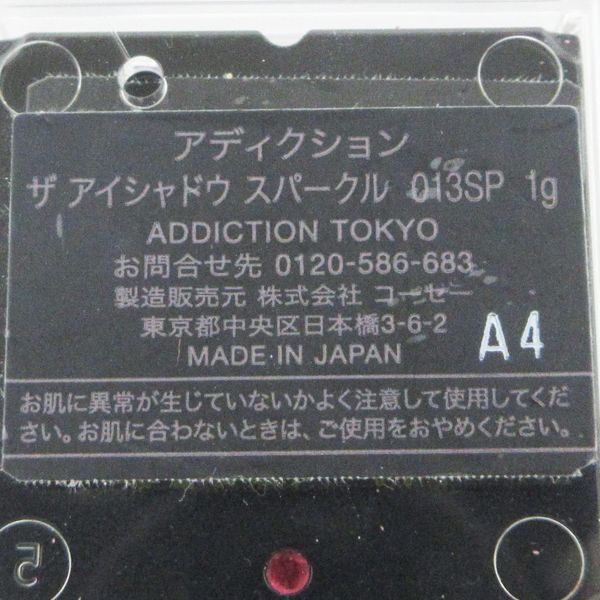 アディクション
ザ アイシャドウ スパークル 013SP 1g
ADDICTION TOKYO
お問合せ先 0120-586-683
製造販売元 株式会社 コーセー
東京都中央区日本橋3-6-2
MADE IN JAPAN
A4
お肌に異常が生じていないかよく注意して使用してくだ
さい。お肌に合わないときは、ご使用をおやめください。
5